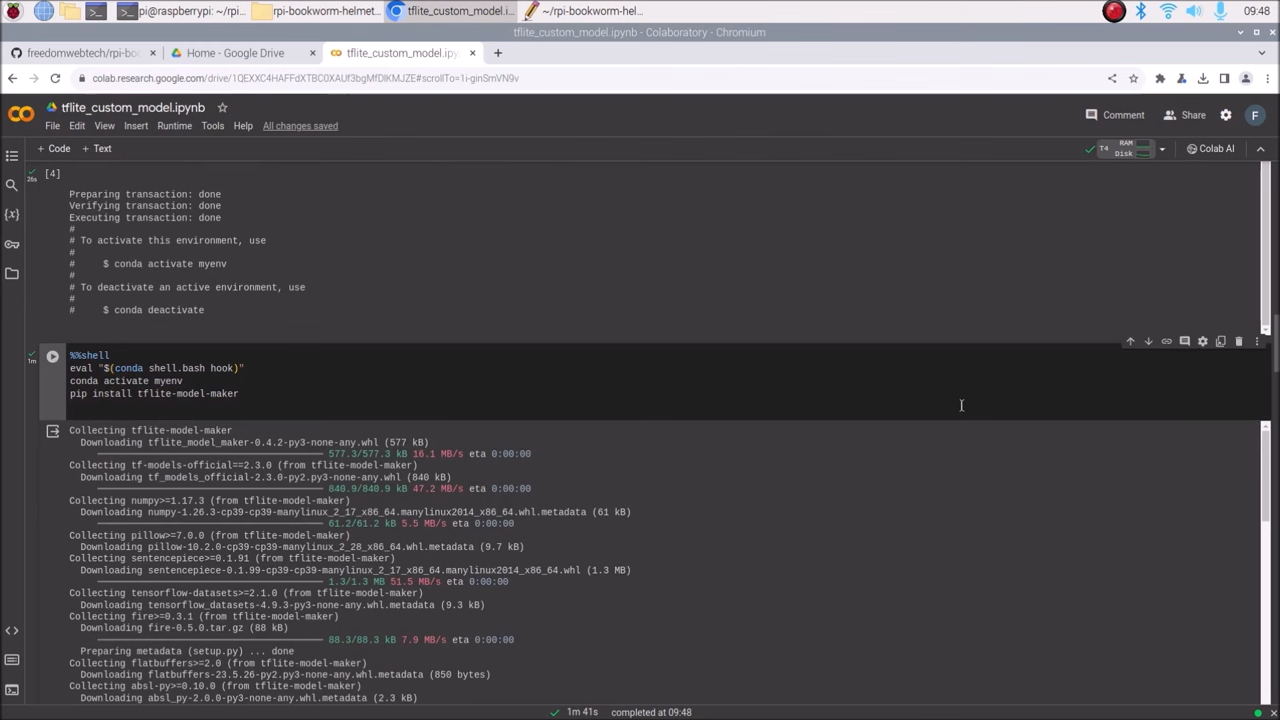 pi@raspberrypi: ~/rpi...
rpi-bookworm-helmet...
tflite_custom_model.i...
~/rpi-bookworm-hel...
09:48
tflite_custom_model.ipynb - Colaboratory - Chromium
freedomwebtech/rpi-boo
Home - Google Drive
tflite_custom_model.ipy
colab.research.google.com/drive/1QEXXC4HAFFdXTBC0XAUf3bgMfDIKMJZE#scrollTo=1i-ginSmVN9v
tflite_custom_model.ipynb
File Edit View Insert Runtime Tools Help All changes saved
Comment Share F
+ Code + Text
T4 RAM Disk
Colab AI
26s
[4]
Preparing transaction: done
Verifying transaction: done
Executing transaction: done
#
# To activate this environment, use
#
#     $ conda activate myenv
#
# To deactivate an active environment, use
#
#     $ conda deactivate
1m
%%shell
eval "$(conda shell.bash hook)"
conda activate myenv
pip install tflite-model-maker
Collecting tflite-model-maker
Downloading tflite_model_maker-0.4.2-py3-none-any.whl (577 kB)
577.3/577.3 kB 16.1 MB/s eta 0:00:00
Collecting tf-models-official==2.3.0 (from tflite-model-maker)
Downloading tf_models_official-2.3.0-py2.py3-none-any.whl (840 kB)
840.9/840.9 kB 47.2 MB/s eta 0:00:00
Collecting numpy>=1.17.3 (from tflite-model-maker)
Downloading numpy-1.26.3-cp39-cp39-manylinux_2_17_x86_64.manylinux2014_x86_64.whl.metadata (61 kB)
61.2/61.2 kB 5.5 MB/s eta 0:00:00
Collecting pillow>=7.0.0 (from tflite-model-maker)
Downloading pillow-10.2.0-cp39-cp39-manylinux_2_28_x86_64.whl.metadata (9.7 kB)
Collecting sentencepiece>=0.1.91 (from tflite-model-maker)
Downloading sentencepiece-0.1.99-cp39-cp39-manylinux_2_17_x86_64.manylinux2014_x86_64.whl (1.3 MB)
1.3/1.3 MB 51.5 MB/s eta 0:00:00
Collecting tensorflow-datasets>=2.1.0 (from tflite-model-maker)
Downloading tensorflow_datasets-4.9.3-py3-none-any.whl.metadata (9.3 kB)
Collecting fire>=0.3.1 (from tflite-model-maker)
Downloading fire-0.5.0.tar.gz (88 kB)
88.3/88.3 kB 7.9 MB/s eta 0:00:00
Preparing metadata (setup.py) ... done
Collecting flatbuffers>=2.0 (from tflite-model-maker)
Downloading flatbuffers-23.5.26-py2.py3-none-any.whl.metadata (850 bytes)
Collecting absl-py>=0.10.0 (from tflite-model-maker)
Downloading absl_py-2.0.0-py3-none-any.whl.metadata (2.3 kB)
1m 41s completed at 09:48